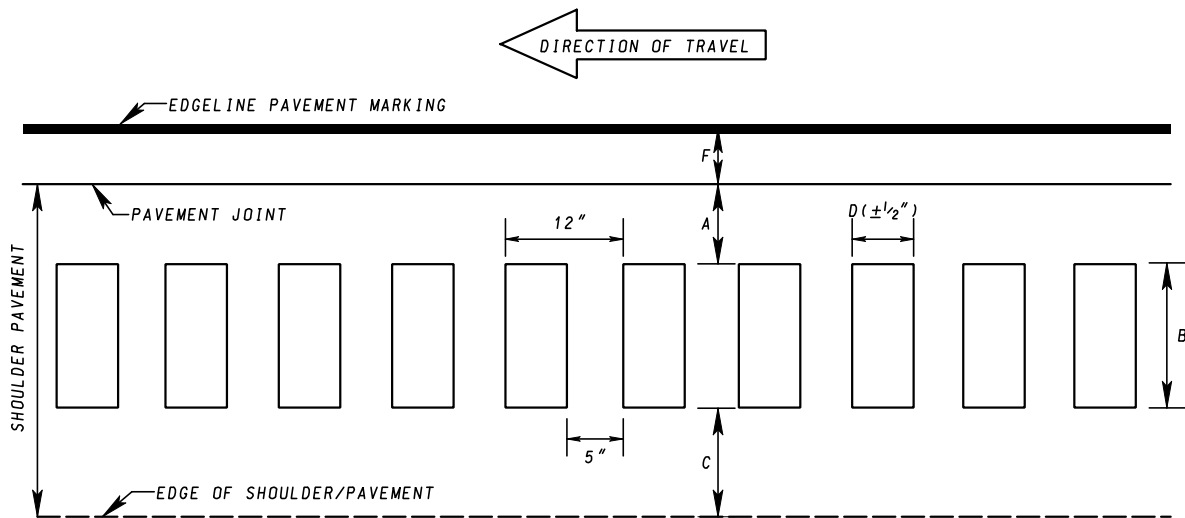 DIRECTION OF TRAVEL
EDGELINE PAVEMENT MARKING
F
PAVEMENT JOINT
12"
A
D(±1/2")
SHOULDER PAVEMENT
B
5"
C
EDGE OF SHOULDER/PAVEMENT